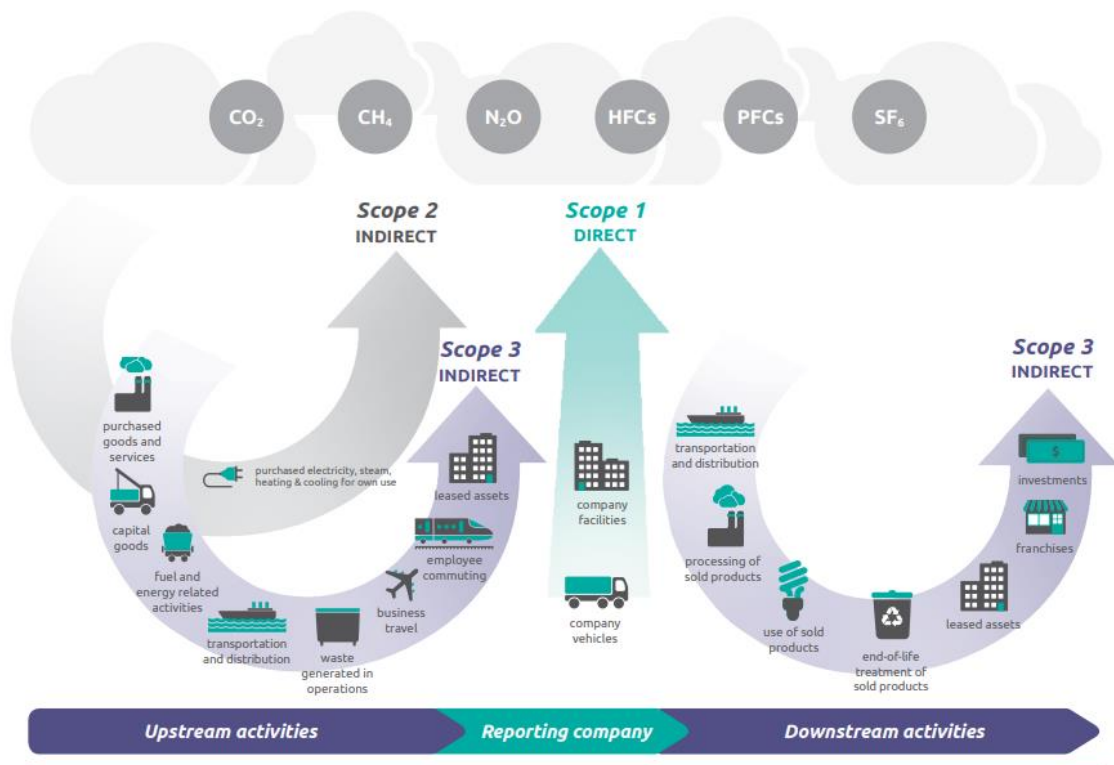 CO₂
CH₄
N₂O
HFCs
PFCs
SF₆
Scope 2
INDIRECT
Scope 1
DIRECT
Scope 3
INDIRECT
Scope 3
INDIRECT
purchased
goods and
services
capital
goods
fuel and
energy related
activities
transportation
and distribution
waste
generated in
operations
business
travel
employee
commuting
leased assets
purchased electricity, steam,
heating & cooling for own use
company
facilities
company
vehicles
transportation
and distribution
processing of
sold products
use of sold
products
end-of-life
treatment of
sold products
leased assets
franchises
$
investments
Upstream activities
Reporting company
Downstream activities